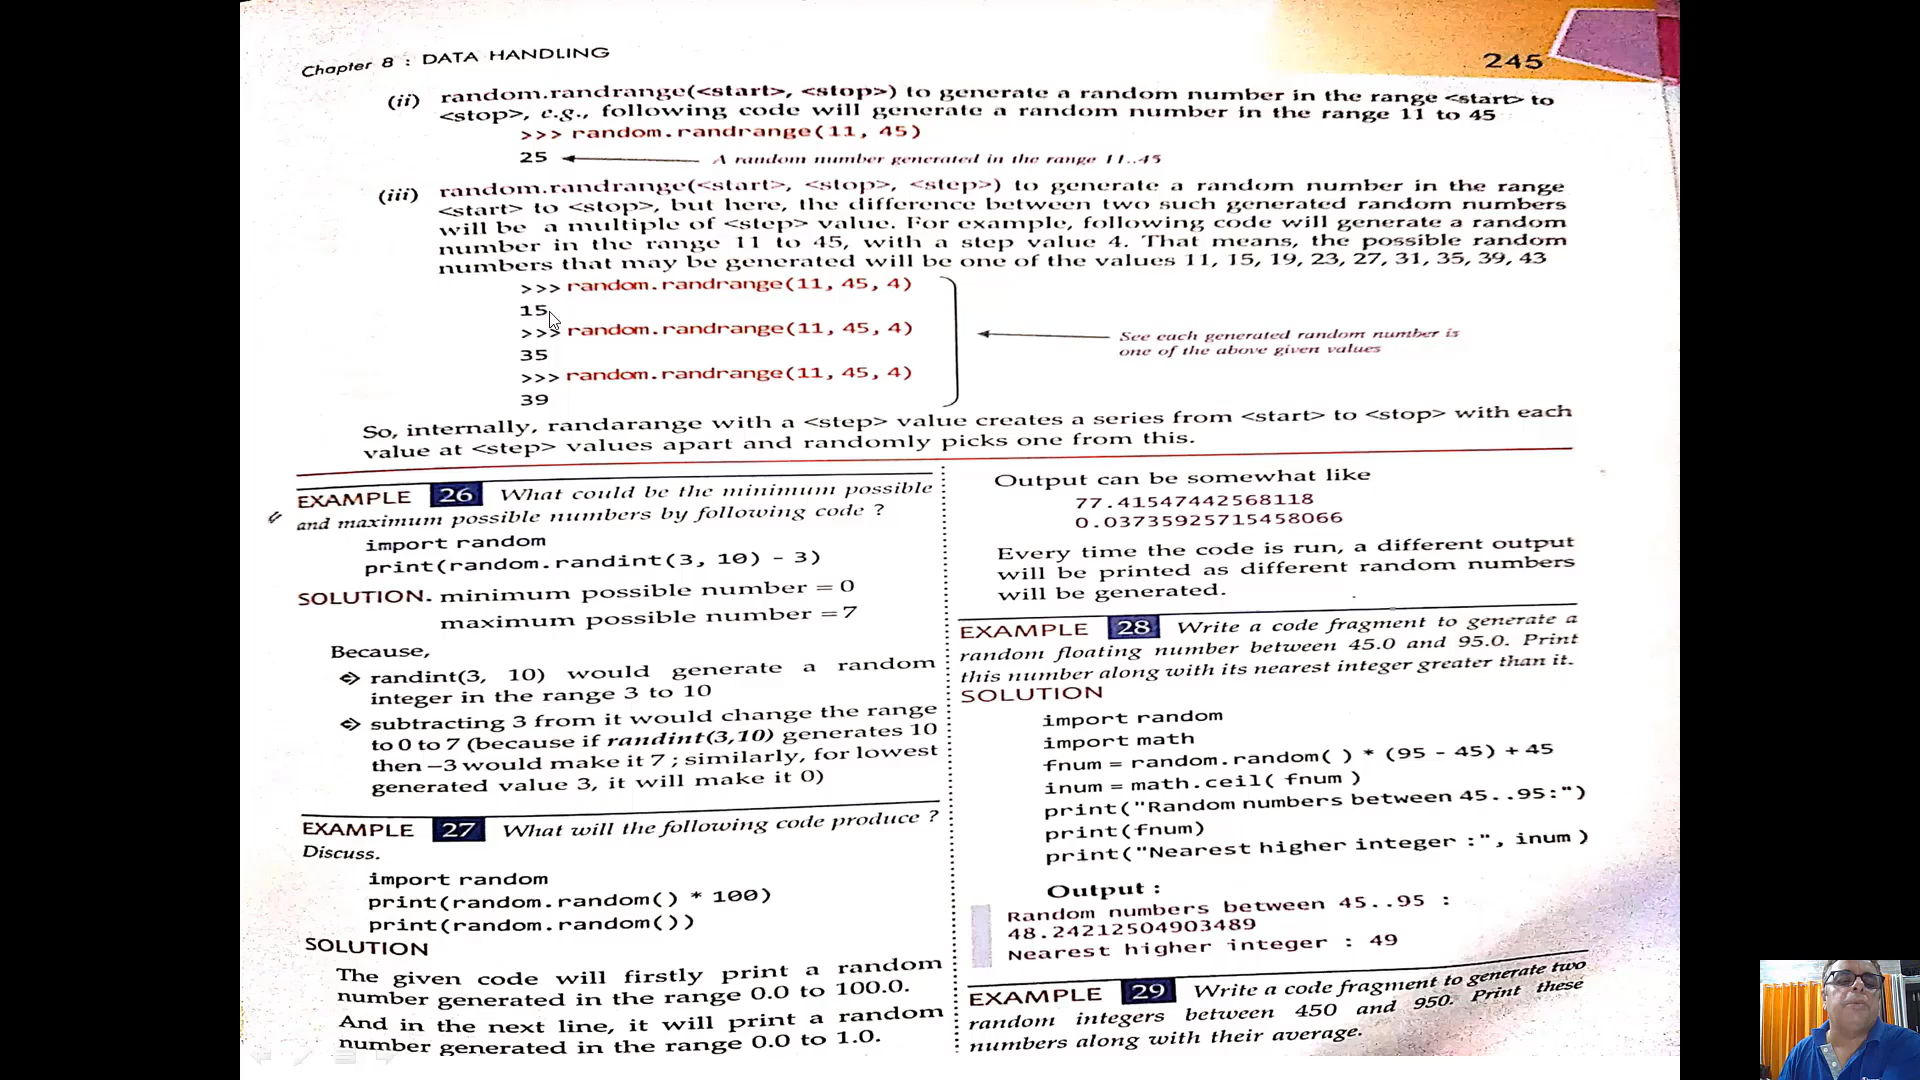 Chapter 8 : DATA HANDLING
245
(ii) random.randrange(<start>, <stop>) to generate a random number in the range <start> to
<stop>, e.g., following code will generate a random number in the range 11 to 45
>>> random.randrange(11, 45)
25
A random number generated in the range 11..45
(iii) random.randrange(<start>, <stop>, <step>) to generate a random number in the range
<start> to <stop>, but here, the difference between two such generated random numbers
will be a multiple of <step> value. For example, following code will generate a random
number in the range 11 to 45, with a step value 4. That means, the possible random
numbers that may be generated will be one of the values 11, 15, 19, 23, 27, 31, 35, 39, 43
>>> random.randrange(11, 45, 4)
15
>>> random.randrange(11, 45, 4)
35
>>> random.randrange(11, 45, 4)
39
See each generated random number is
one of the above given values
So, internally, randarange with a <step> value creates a series from <start> to <stop> with each
value at <step> values apart and randomly picks one from this.
EXAMPLE 26 What could be the minimum possible
and maximum possible numbers by following code ?
import random
print(random.randint(3, 10) - 3)
SOLUTION. minimum possible number = 0
maximum possible number = 7
Because,
randint(3, 10) would generate a random
integer in the range 3 to 10
subtracting 3 from it would change the range
to 0 to 7 (because if randint(3,10) generates 10
then –3 would make it 7 ; similarly, for lowest
generated value 3, it will make it 0)
EXAMPLE 27 What will the following code produce ?
Discuss.
import random
print(random.random() * 100)
print(random.random())
SOLUTION
The given code will firstly print a random
number generated in the range 0.0 to 100.0.
And in the next line, it will print a random
number generated in the range 0.0 to 1.0.
Output can be somewhat like
77.41547442568118
0.03735925715458066
Every time the code is run, a different output
will be printed as different random numbers
will be generated.
EXAMPLE 28 Write a code fragment to generate a
random floating number between 45.0 and 95.0. Print
this number along with its nearest integer greater than it.
SOLUTION
import random
import math
fnum = random.random( ) * (95 - 45) + 45
inum = math.ceil( fnum )
print("Random numbers between 45..95:")
print(fnum)
print("Nearest higher integer :", inum )
Output :
Random numbers between 45..95 :
48.24212504903489
Nearest higher integer : 49
EXAMPLE 29 Write a code fragment to generate two
random integers between 450 and 950. Print these
numbers along with their average.